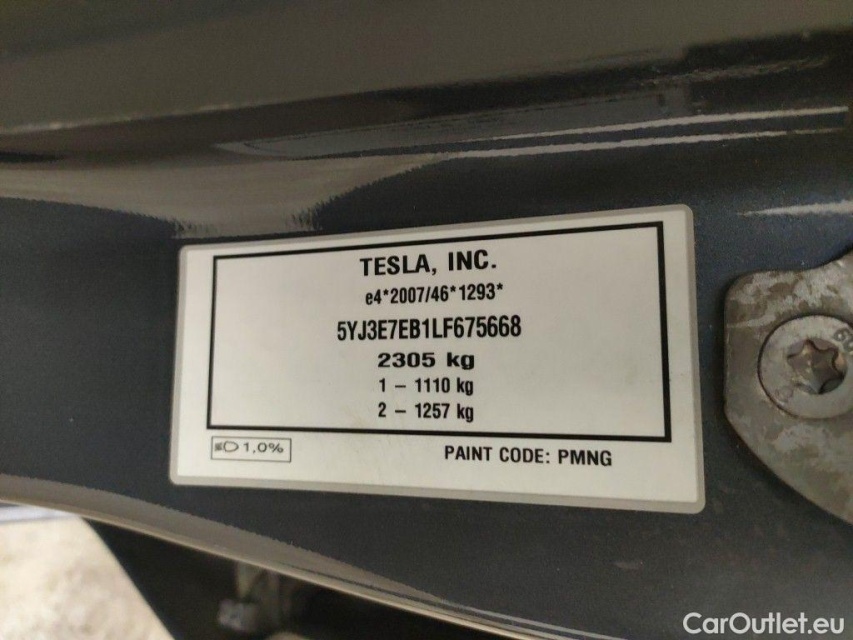 TESLA, INC.
e4*2007/46*1293*
5YJ3E7EB1LF675668
2305 kg
1 – 1110 kg
2 – 1257 kg
1,0%
PAINT CODE: PMNG
CarOutlet.eu